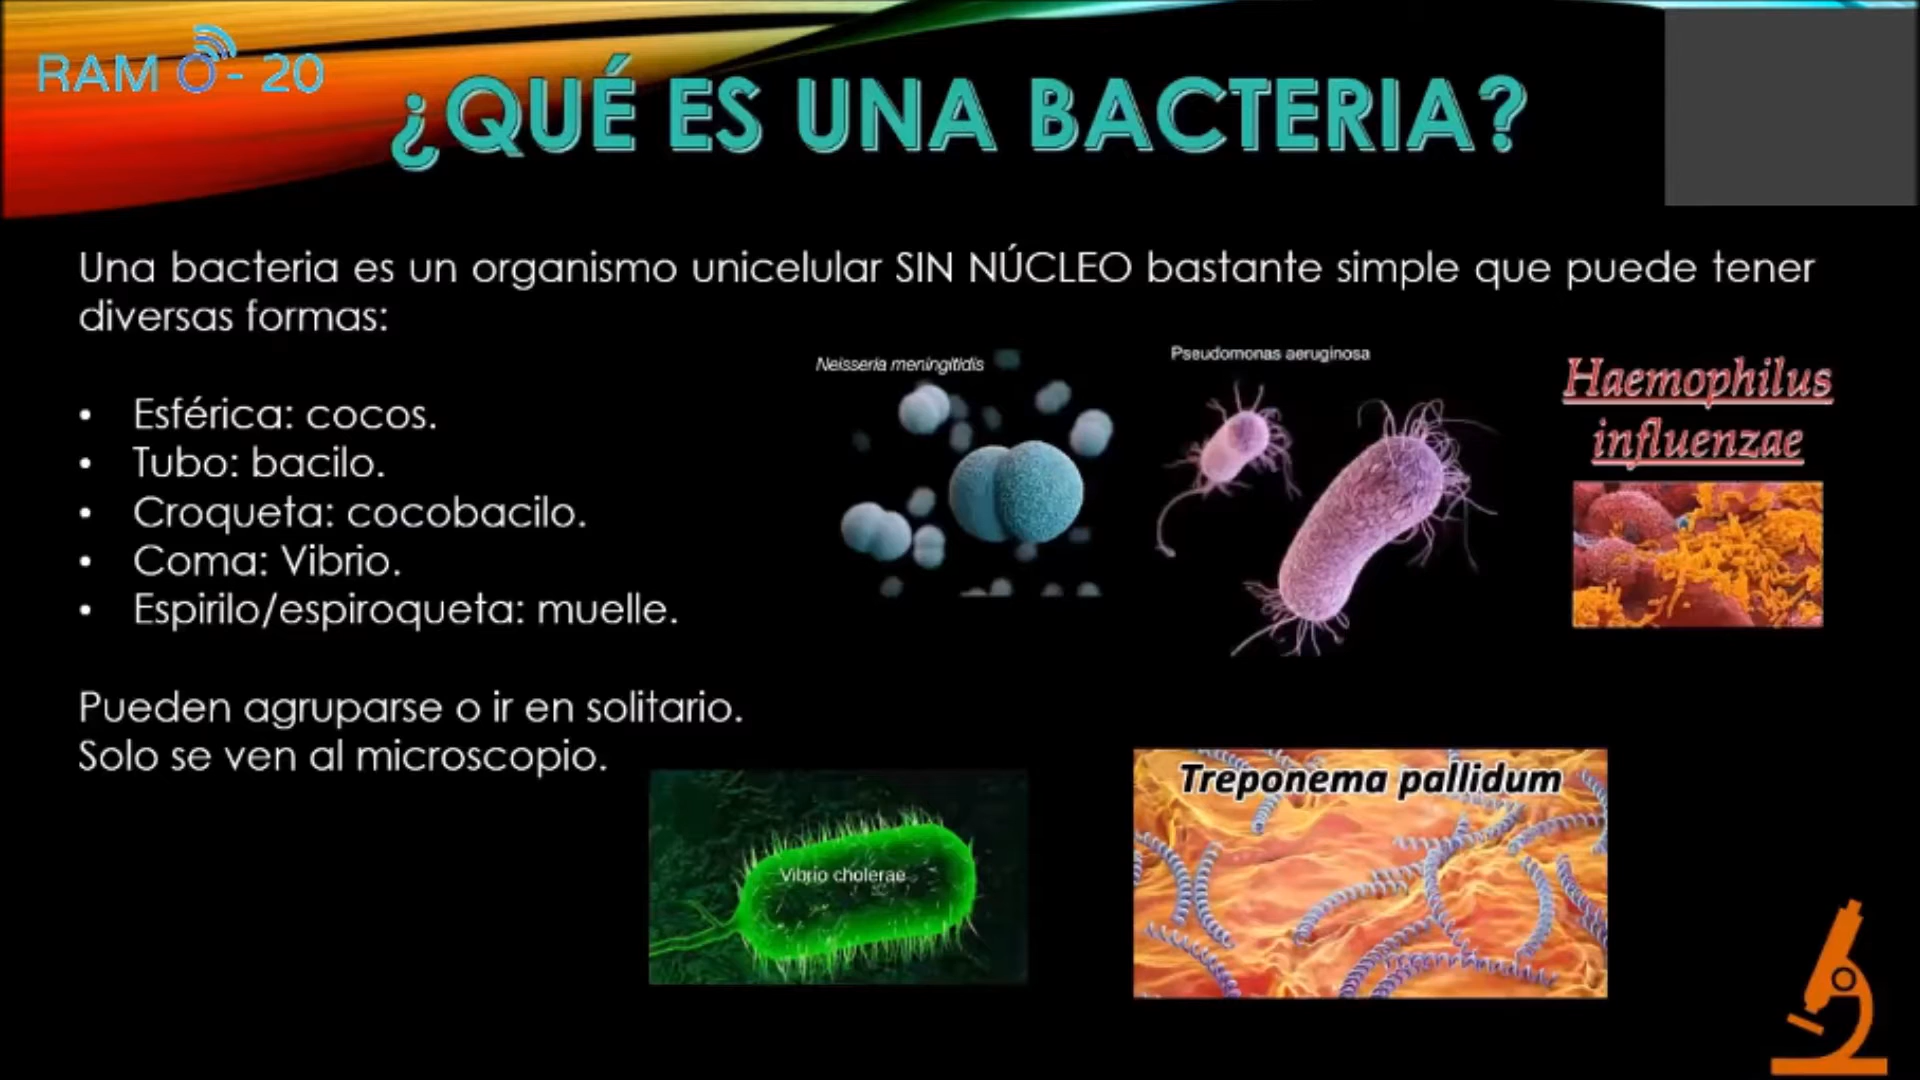 RAM O- 20
¿QUÉ ES UNA BACTERIA?
Una bacteria es un organismo unicelular SIN NÚCLEO bastante simple que puede tener
diversas formas:
• Esférica: cocos.
• Tubo: bacilo.
• Croqueta: cocobacilo.
• Coma: Vibrio.
• Espirilo/espiroqueta: muelle.
Pueden agruparse o ir en solitario.
Solo se ven al microscopio.
Neisseria meningitidis
Pseudomonas aeruginosa
Haemophilus
influenzae
Vibrio cholerae
Treponema pallidum